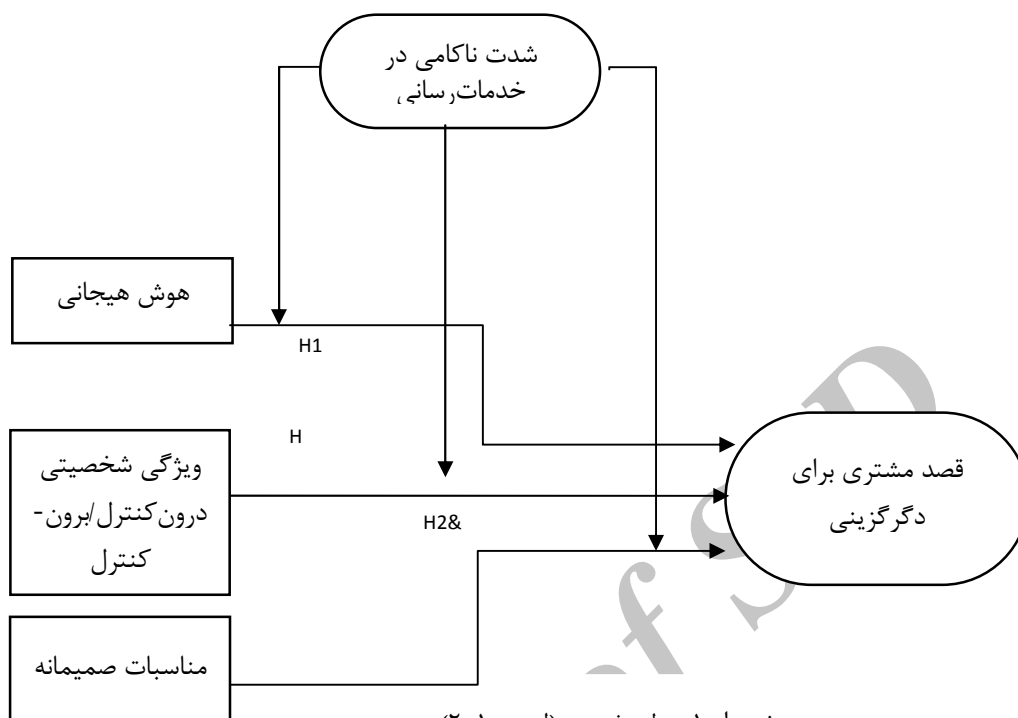 شدت ناکامی در
خدمات‌رسانی
هوش هیجانی
H1
H
ویژگی شخصیتی
درون‌کنترل/برون-
کنترل
H2&
قصد مشتری برای
دگرگزینی
مناسبات صمیمانه